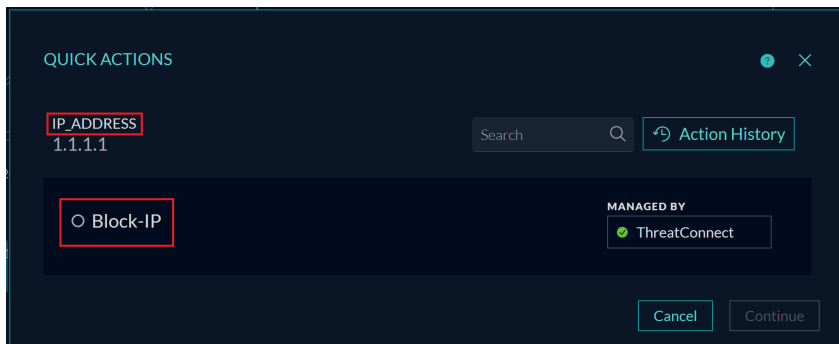 QUICK ACTIONS
?
IP_ADDRESS
1.1.1.1
Search
Action History
Block-IP
MANAGED BY
ThreatConnect
Cancel
Continue